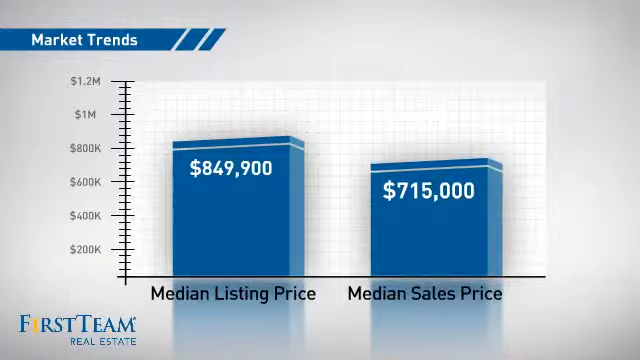 Market Trends
$1.2M
$1M
$800K
$600K
$400K
$200K
$849,900
$715,000
Median Listing Price
Median Sales Price
FIRSTTEAM®
REAL ESTATE